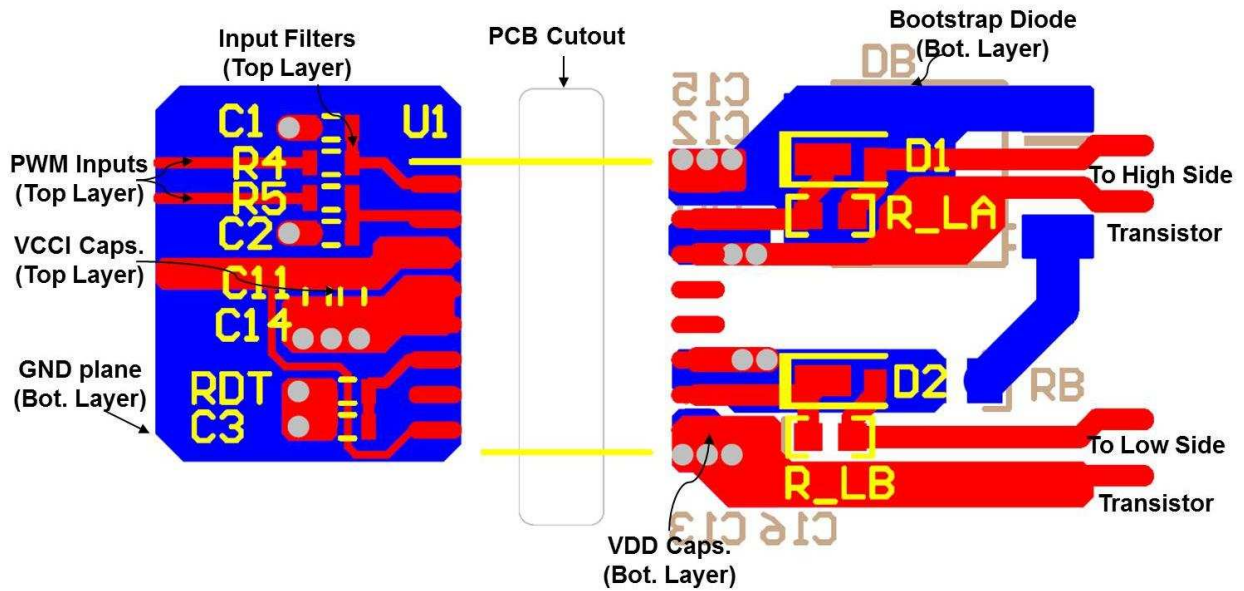 Input Filters
(Top Layer)
PCB Cutout
Bootstrap Diode
(Bot. Layer)
DB
C15
C12
C1
U1
PWM Inputs
(Top Layer)
R4
R5
C2
D1
R_LA
To High Side
Transistor
VCCI Caps.
(Top Layer)
C11
C14
GND plane
(Bot. Layer)
RDT
C3
D2
RB
R_LB
To Low Side
Transistor
C13
C16
VDD Caps.
(Bot. Layer)